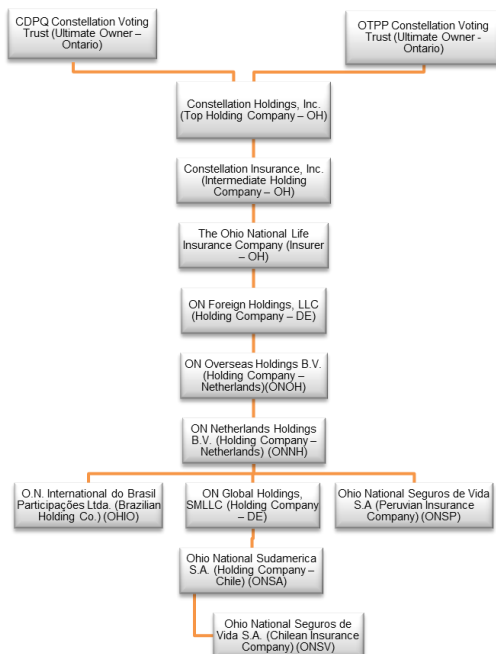 CDPQ Constellation Voting
Trust (Ultimate Owner –
Ontario)
OTPP Constellation Voting
Trust (Ultimate Owner -
Ontario)
Constellation Holdings, Inc.
(Top Holding Company – OH)
Constellation Insurance, Inc.
(Intermediate Holding
Company – OH)
The Ohio National Life
Insurance Company (Insurer
– OH)
ON Foreign Holdings, LLC
(Holding Company – DE)
ON Overseas Holdings B.V.
(Holding Company –
Netherlands)(ONOH)
ON Netherlands Holdings
B.V. (Holding Company –
Netherlands) (ONNH)
O.N. International do Brasil
Participações Ltda. (Brazilian
Holding Co.) (OHIO)
ON Global Holdings,
SMLLC (Holding Company
– DE)
Ohio National Seguros de Vida
S.A (Peruvian Insurance
Company) (ONSP)
Ohio National Sudamerica
S.A. (Holding Company –
Chile) (ONSA)
Ohio National Seguros de
Vida S.A. (Chilean Insurance
Company) (ONSV)